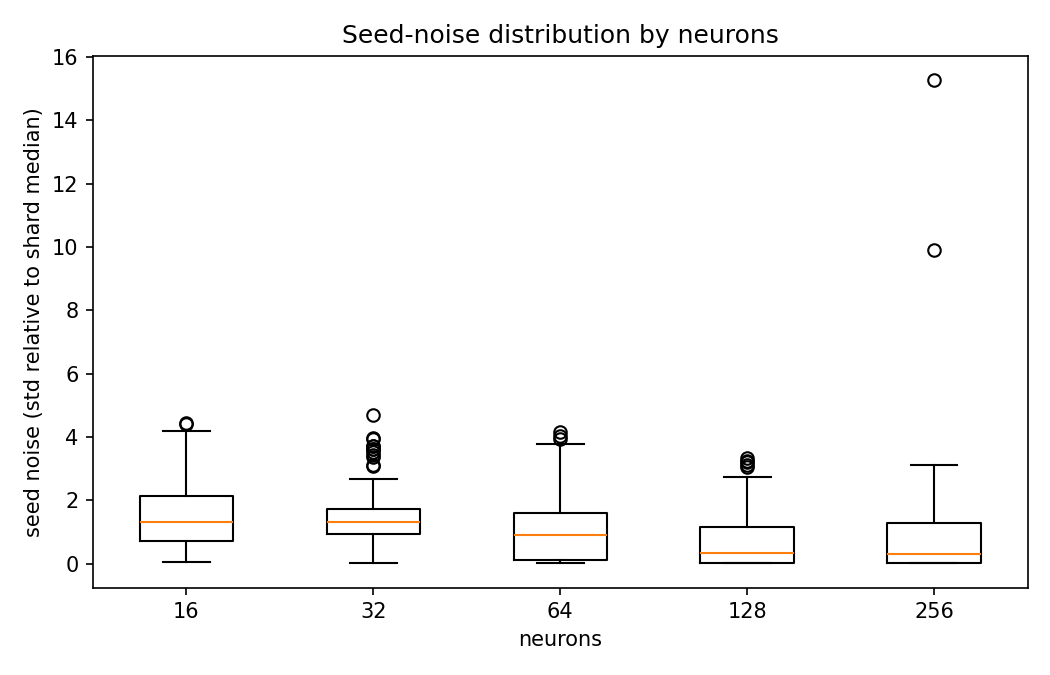 Seed-noise distribution by neurons
seed noise (std relative to shard median)
16
14
12
10
8
6
4
2
0
16 32 64 128 256
neurons